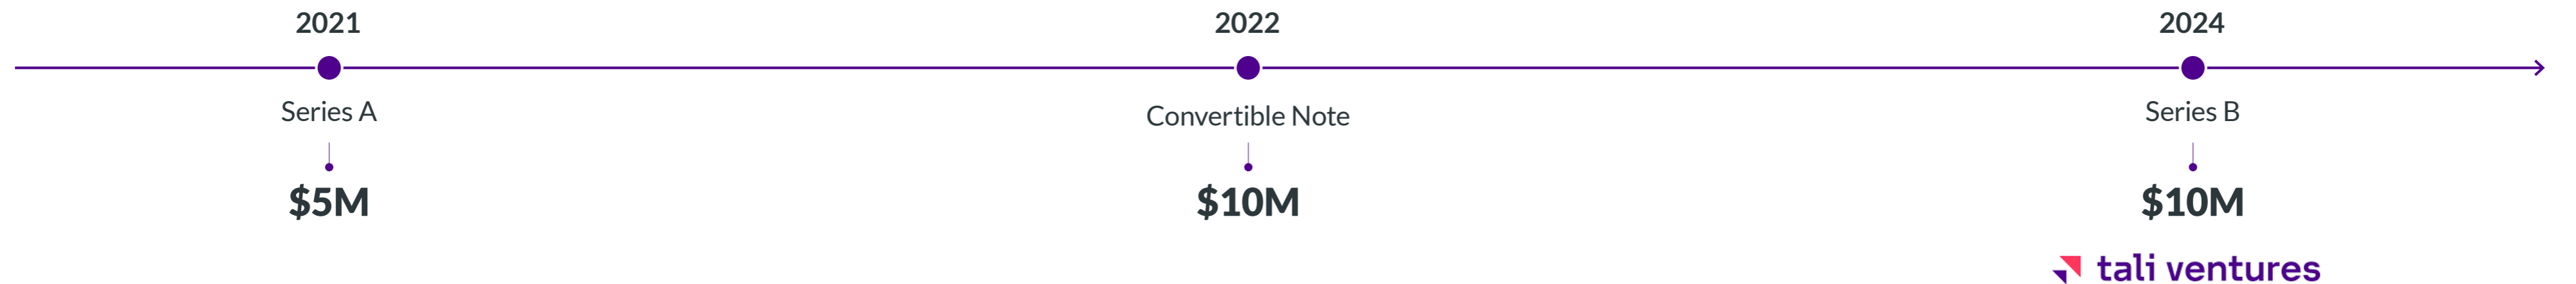 2021
2022
2024
Series A
Convertible Note
Series B
$5M
$10M
$10M
tali ventures